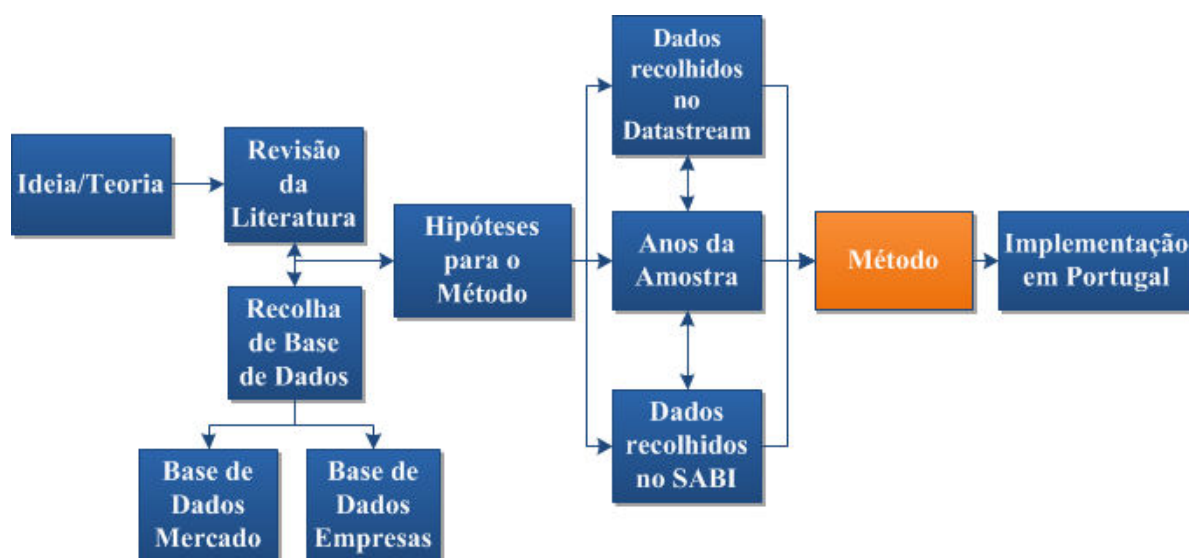 Ideia/Teoria
Revisão
da
Literatura
Recolha
de Base
de Dados
Base de
Dados
Mercado
Base de
Dados
Empresas
Hipóteses
para o
Método
Dados
recolhidos
no
Datastream
Anos da
Amostra
Dados
recolhidos
no SABI
Método
Implementação
em Portugal